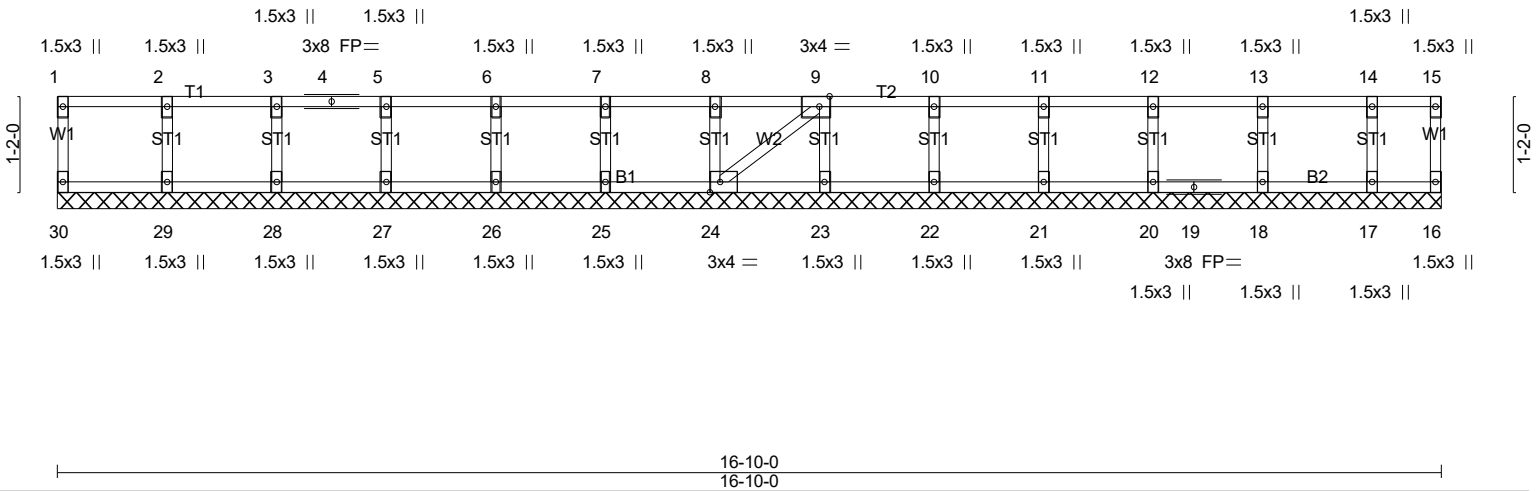 1.5x3 || 1.5x3 || 1.5x3 ||
1.5x3 || 1.5x3 || 3x8 FP= 1.5x3 || 1.5x3 || 1.5x3 || 3x4 = 1.5x3 || 1.5x3 || 1.5x3 || 1.5x3 || 1.5x3 ||
1 2 3 4 5 6 7 8 9 10 11 12 13 14 15
T1 T2
1-2-0 W1 ST1 ST1 ST1 ST1 ST1 ST1 W2 ST1 ST1 ST1 ST1 ST1 ST1 W1 1-2-0
B1 B2
30 29 28 27 26 25 24 23 22 21 20 19 18 17 16
1.5x3 || 1.5x3 || 1.5x3 || 1.5x3 || 1.5x3 || 1.5x3 || 3x4 = 1.5x3 || 1.5x3 || 1.5x3 || 3x8 FP= 1.5x3 ||
1.5x3 || 1.5x3 || 1.5x3 ||
16-10-0
16-10-0